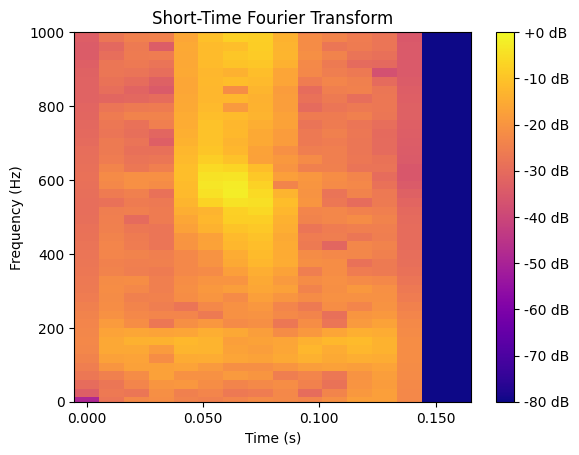 Short-Time Fourier Transform
1000
800
600
400
200
0
Frequency (Hz)
0.000
0.050
0.100
0.150
Time (s)
+0 dB
-10 dB
-20 dB
-30 dB
-40 dB
-50 dB
-60 dB
-70 dB
-80 dB